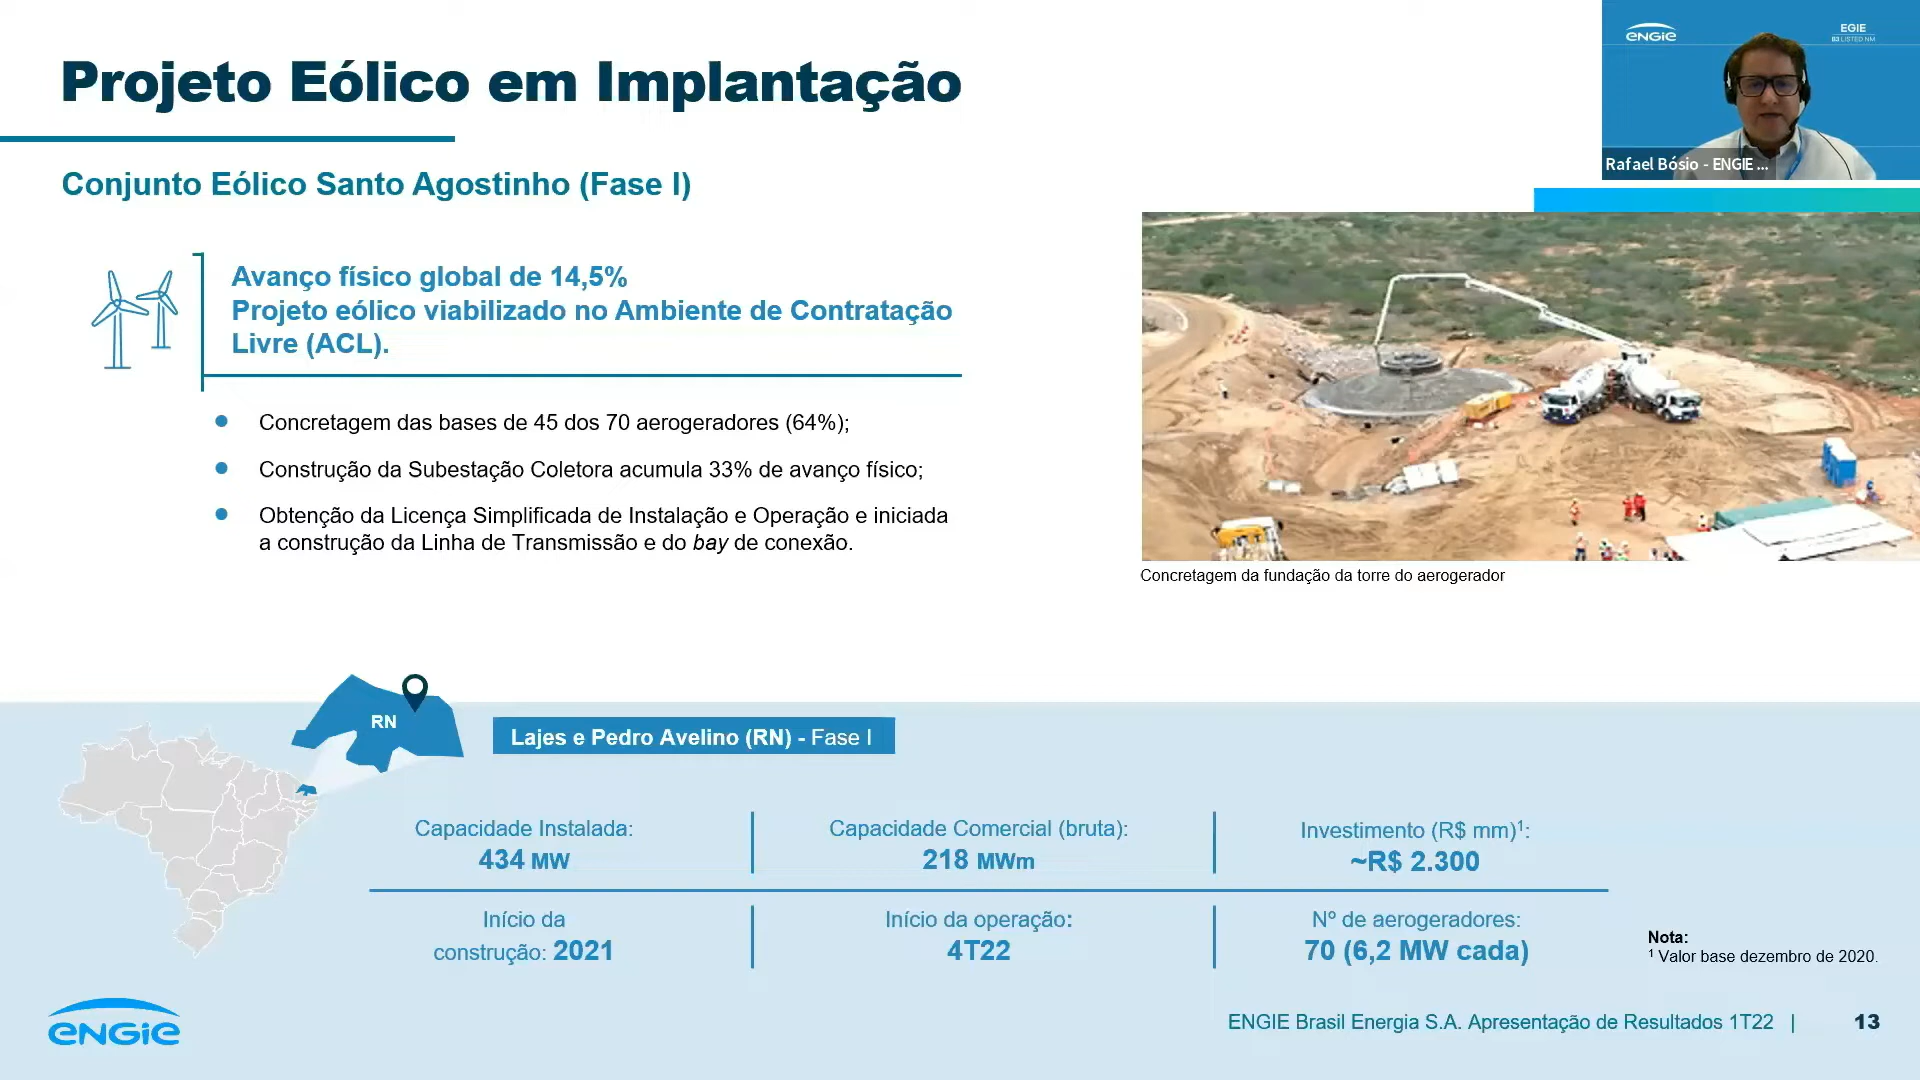 Projeto Eólico em Implantação
ENGIE
EGIE
B3 LISTED NM
Rafael Bósio - ENGIE ...
Conjunto Eólico Santo Agostinho (Fase I)
Avanço físico global de 14,5%
Projeto eólico viabilizado no Ambiente de Contratação
Livre (ACL).
Concretagem das bases de 45 dos 70 aerogeradores (64%);
Construção da Subestação Coletora acumula 33% de avanço físico;
Obtenção da Licença Simplificada de Instalação e Operação e iniciada
a construção da Linha de Transmissão e do bay de conexão.
Concretagem da fundação da torre do aerogerador
RN
Lajes e Pedro Avelino (RN) - Fase I
Capacidade Instalada:
434 MW
Capacidade Comercial (bruta):
218 MWm
Investimento (R$ mm)¹:
~R$ 2.300
Início da
construção: 2021
Início da operação:
4T22
Nº de aerogeradores:
70 (6,2 MW cada)
Nota:
¹ Valor base dezembro de 2020.
ENGIE
ENGIE Brasil Energia S.A. Apresentação de Resultados 1T22 | 13